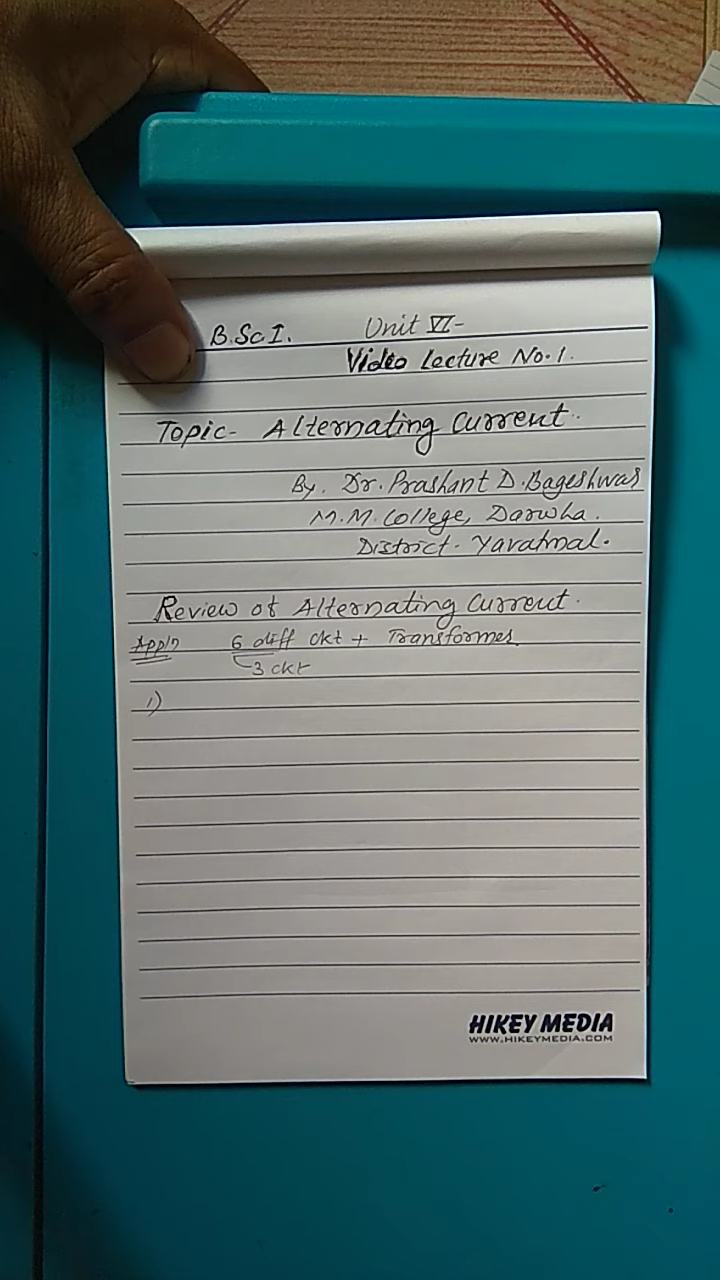 B.Sc I. Unit VI-
Video Lecture No.1.
Topic- Alternating Current..
By. Dr. Prashant D. Bageshwar
M.M. College, Darwha.
District- Yavatmal.
Review of Alternating Current.
Appln 6 diff ckt + Transformer
3 ckt
1)
HIKEY MEDIA
WWW.HIKEYMEDIA.COM